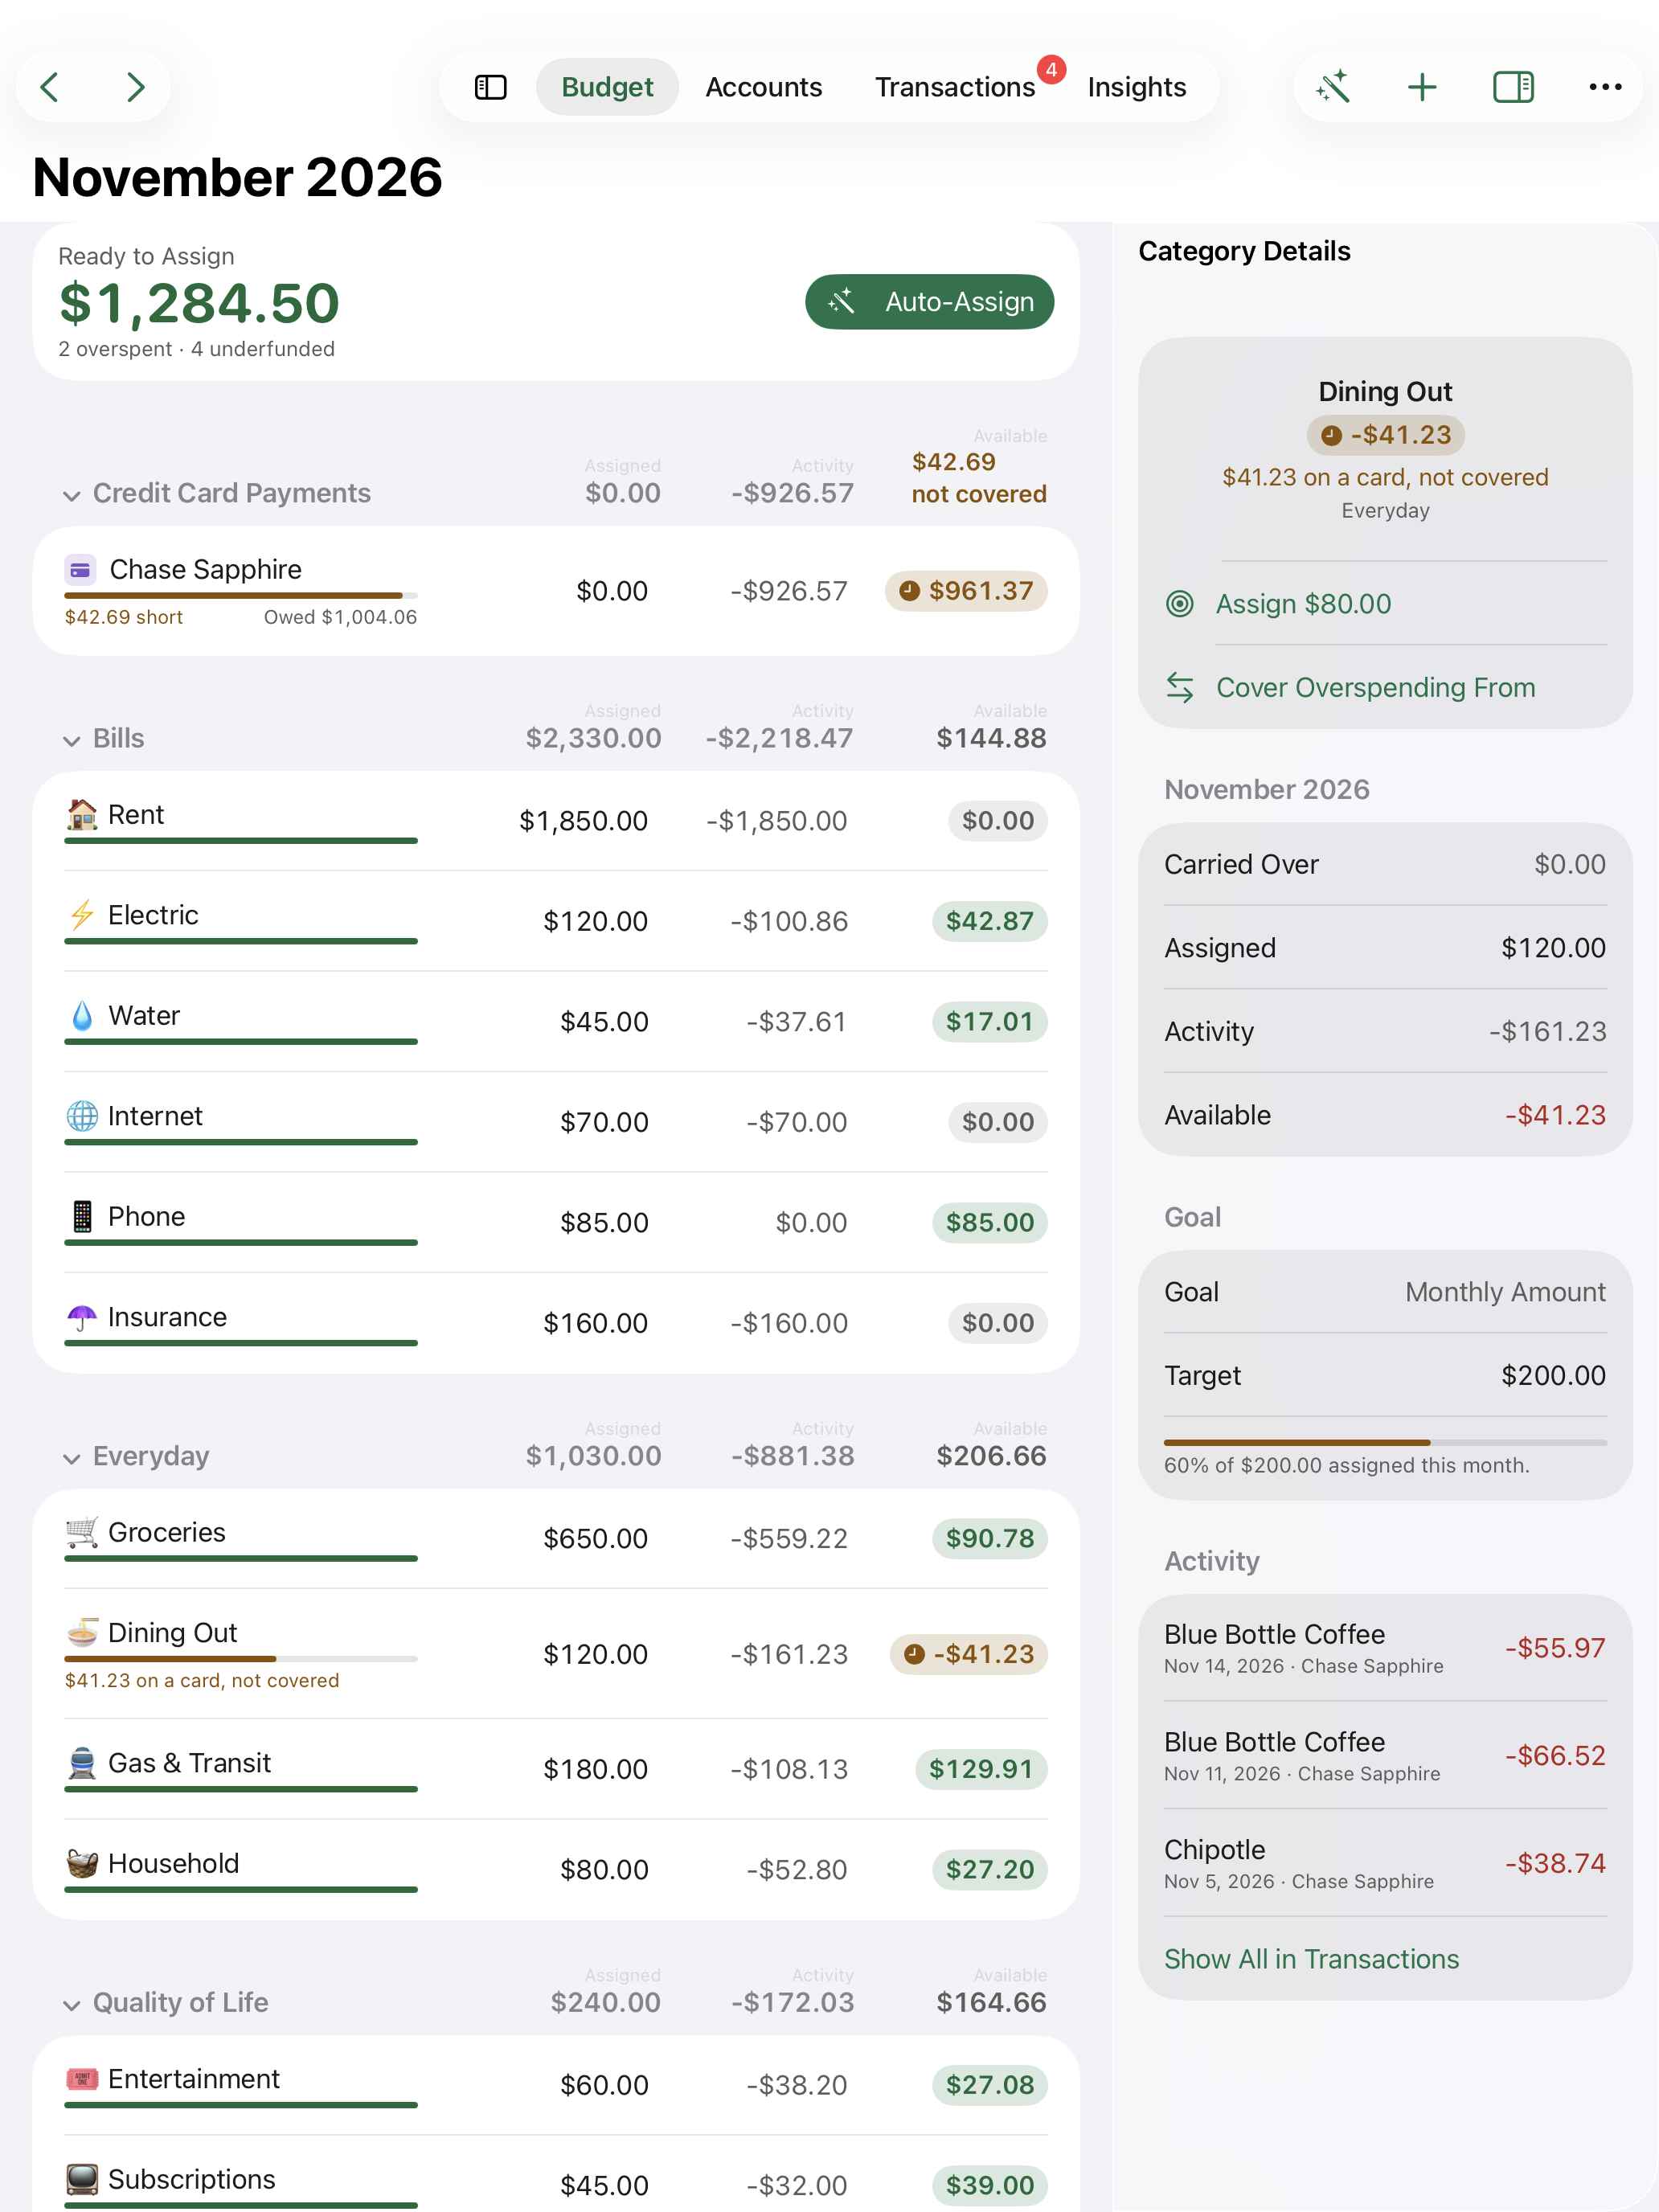 Budget
Accounts
Transactions
4
Insights
November 2026
Ready to Assign
$1,284.50
2 overspent · 4 underfunded
Auto-Assign
Credit Card Payments
Assigned
$0.00
Activity
-$926.57
Available
$42.69
not covered
Chase Sapphire
$42.69 short
Owed $1,004.06
$0.00
-$926.57
$961.37
Bills
Assigned
$2,330.00
Activity
-$2,218.47
Available
$144.88
Rent
$1,850.00
-$1,850.00
$0.00
Electric
$120.00
-$100.86
$42.87
Water
$45.00
-$37.61
$17.01
Internet
$70.00
-$70.00
$0.00
Phone
$85.00
$0.00
$85.00
Insurance
$160.00
-$160.00
$0.00
Everyday
Assigned
$1,030.00
Activity
-$881.38
Available
$206.66
Groceries
$650.00
-$559.22
$90.78
Dining Out
$41.23 on a card, not covered
$120.00
-$161.23
-$41.23
Gas & Transit
$180.00
-$108.13
$129.91
Household
$80.00
-$52.80
$27.20
Quality of Life
Assigned
$240.00
Activity
-$172.03
Available
$164.66
Entertainment
$60.00
-$38.20
$27.08
Subscriptions
$45.00
-$32.00
$39.00
Category Details
Dining Out
-$41.23
$41.23 on a card, not covered
Everyday
Assign $80.00
Cover Overspending From
November 2026
Carried Over
$0.00
Assigned
$120.00
Activity
-$161.23
Available
-$41.23
Goal
Goal
Monthly Amount
Target
$200.00
60% of $200.00 assigned this month.
Activity
Blue Bottle Coffee
Nov 14, 2026 · Chase Sapphire
-$55.97
Blue Bottle Coffee
Nov 11, 2026 · Chase Sapphire
-$66.52
Chipotle
Nov 5, 2026 · Chase Sapphire
-$38.74
Show All in Transactions